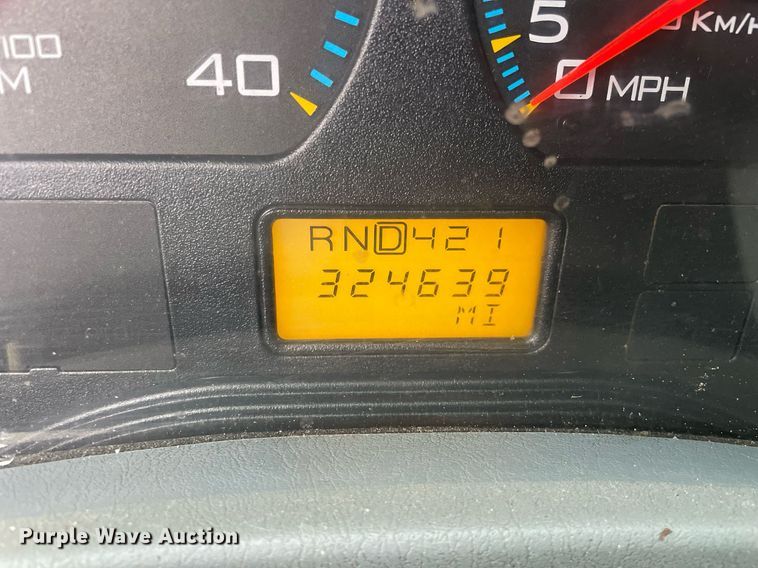 /100
40
5
0 MPH
KM/H
RND421
324639
MI
Purple Wave Auction